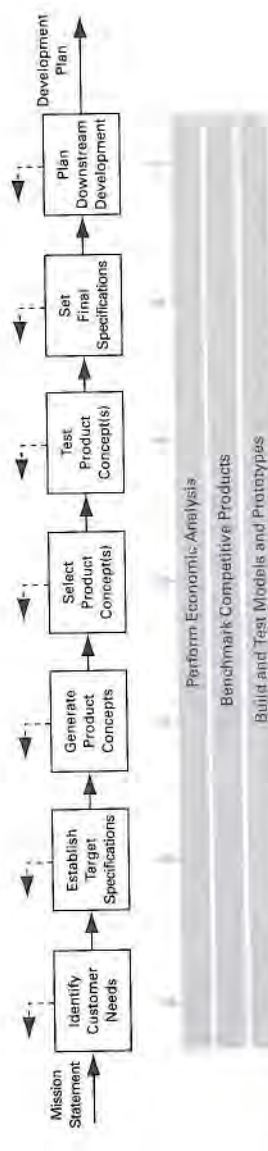 Mission
Statement
Identify
Customer
Needs
Establish
Target
Specifications
Generate
Product
Concepts
Select
Product
Concept(s)
Test
Product
Concept(s)
Set
Final
Specifications
Plan
Downstream
Development
Development
Plan
Perform Economic Analysis
Benchmark Competitive Products
Build and Test Models and Prototypes